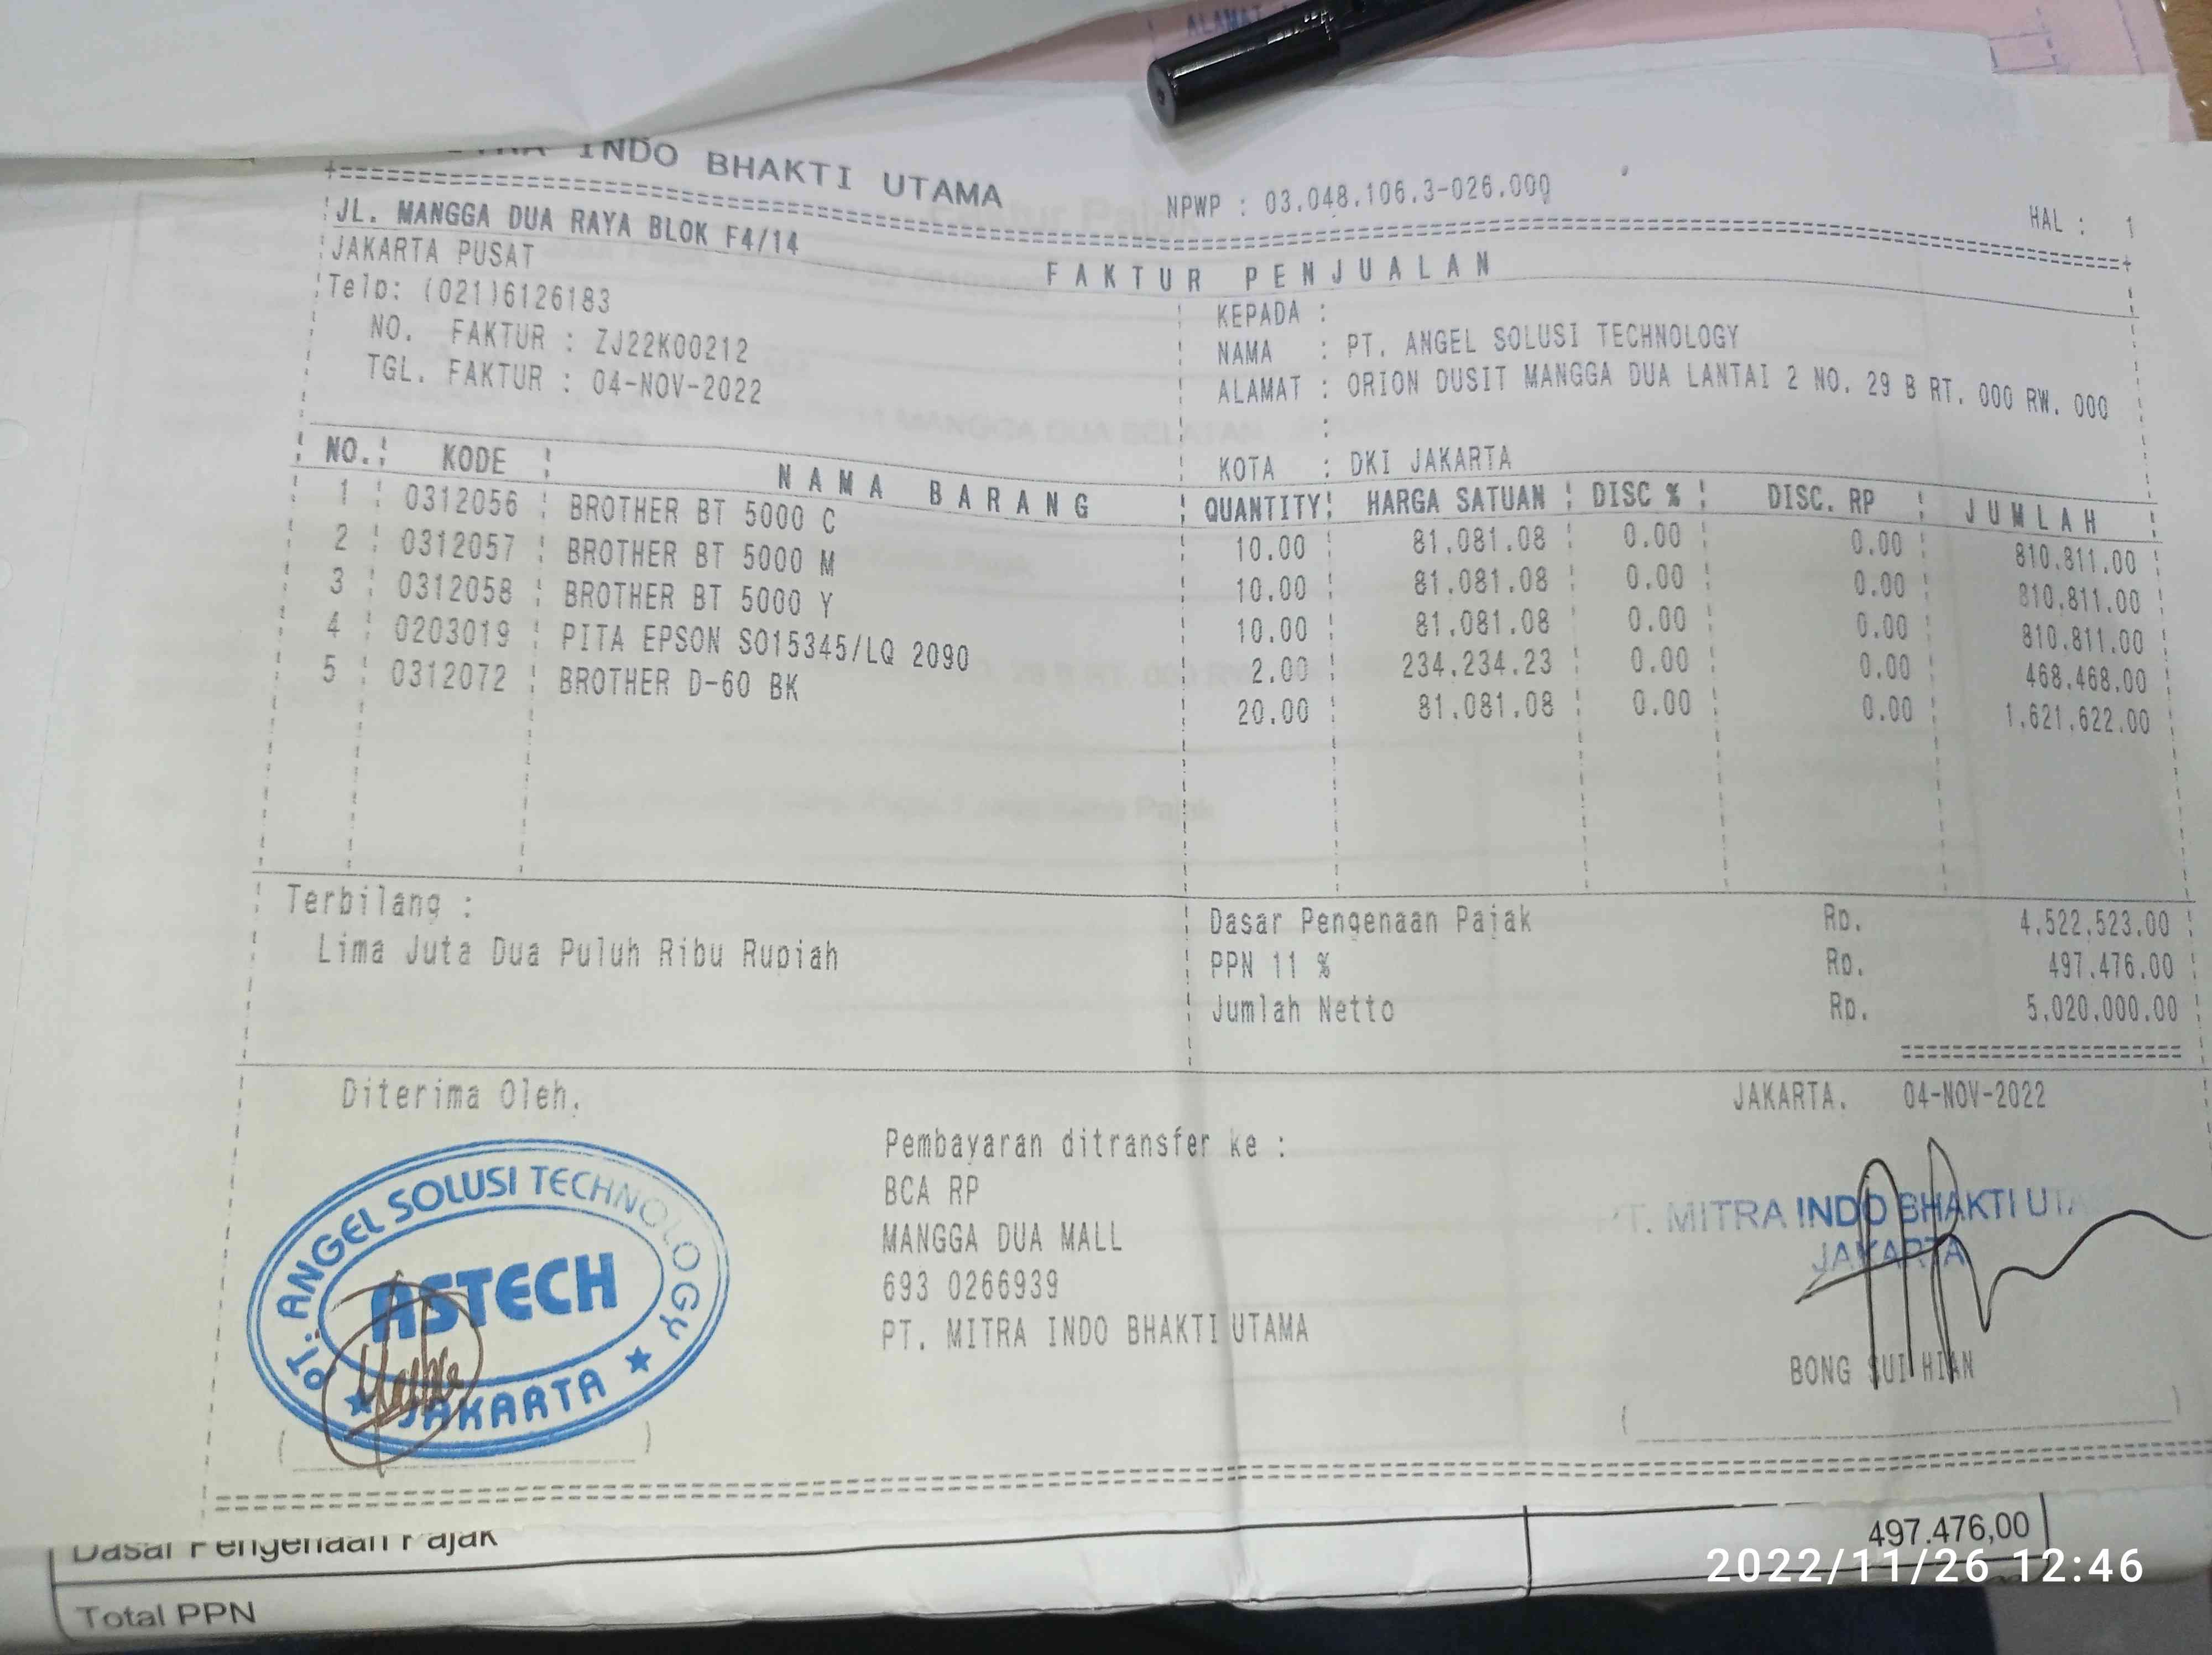 INDO BHAKTI UTAMA
NPWP : 03.048.106.3-026.000
HAL : 1
JL. MANGGA DUA RAYA BLOK F4/14
JAKARTA PUSAT
Telp: (021)6126183
FAKTUR PENJUALAN
NO. FAKTUR : ZJ22K00212
TGL. FAKTUR : 04-NOV-2022
KEPADA :
NAMA : PT. ANGEL SOLUSI TECHNOLOGY
ALAMAT : ORION DUSIT MANGGA DUA LANTAI 2 NO. 29 B RT. 000 RW. 000
:
KOTA : DKI JAKARTA
NO. KODE NAMA BARANG QUANTITY HARGA SATUAN DISC % DISC. RP JUMLAH
1 0312056 BROTHER BT 5000 C 10.00 81.081.08 0.00 0.00 810.811.00
2 0312057 BROTHER BT 5000 M 10.00 81.081.08 0.00 0.00 810.811.00
3 0312058 BROTHER BT 5000 Y 10.00 81.081.08 0.00 0.00 810.811.00
4 0203019 PITA EPSON SO15345/LQ 2090 2.00 234.234.23 0.00 0.00 468.468.00
5 0312072 BROTHER D-60 BK 20.00 81.081.08 0.00 0.00 1.621.622.00
Terbilang :
Lima Juta Dua Puluh Ribu Rupiah
Dasar Pengenaan Pajak Rp. 4.522.523.00
PPN 11 % Rp. 497.476.00
Jumlah Netto Rp. 5.020.000.00
Diterima Oleh.
JAKARTA. 04-NOV-2022
Pembayaran ditransfer ke :
BCA RP
MANGGA DUA MALL
693 0266939
PT. MITRA INDO BHAKTI UTAMA
PT. ANGEL SOLUSI TECHNOLOGY
ASTECH
JAKARTA
PT. MITRA INDO BHAKTI UTA
JAKARTA
BONG SUI HIAN
Dasar Pengenaan Pajak
497.476,00
Total PPN
2022/11/26 12:46